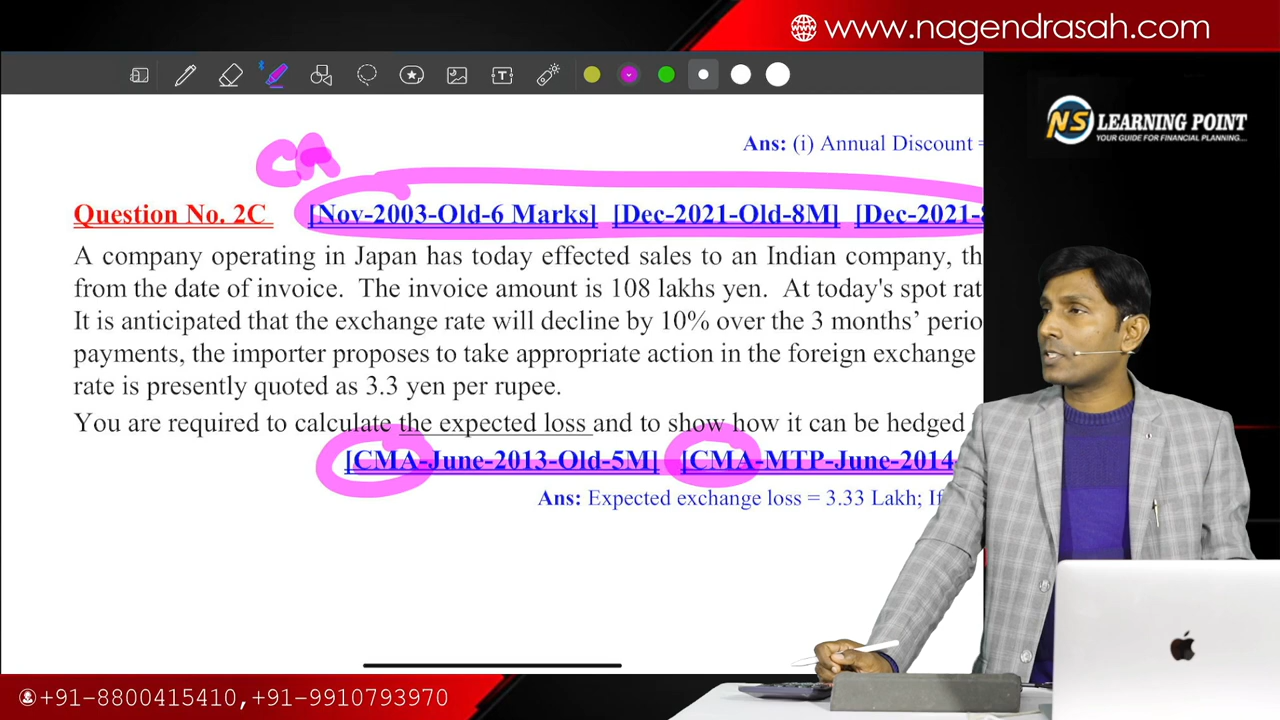 www.nagendrasah.com
NS LEARNING POINT
YOUR GUIDE FOR FINANCIAL PLANNING....
Ans: (i) Annual Discount =
CA
Question No. 2C [Nov-2003-Old-6 Marks] [Dec-2021-Old-8M] [Dec-2021-
A company operating in Japan has today effected sales to an Indian company, th
from the date of invoice. The invoice amount is 108 lakhs yen. At today's spot rat
It is anticipated that the exchange rate will decline by 10% over the 3 months' perio
payments, the importer proposes to take appropriate action in the foreign exchange
rate is presently quoted as 3.3 yen per rupee.
You are required to calculate the expected loss and to show how it can be hedged
[CMA-June-2013-Old-5M] [CMA-MTP-June-2014-
Ans: Expected exchange loss = 3.33 Lakh; If
+91-8800415410,+91-9910793970